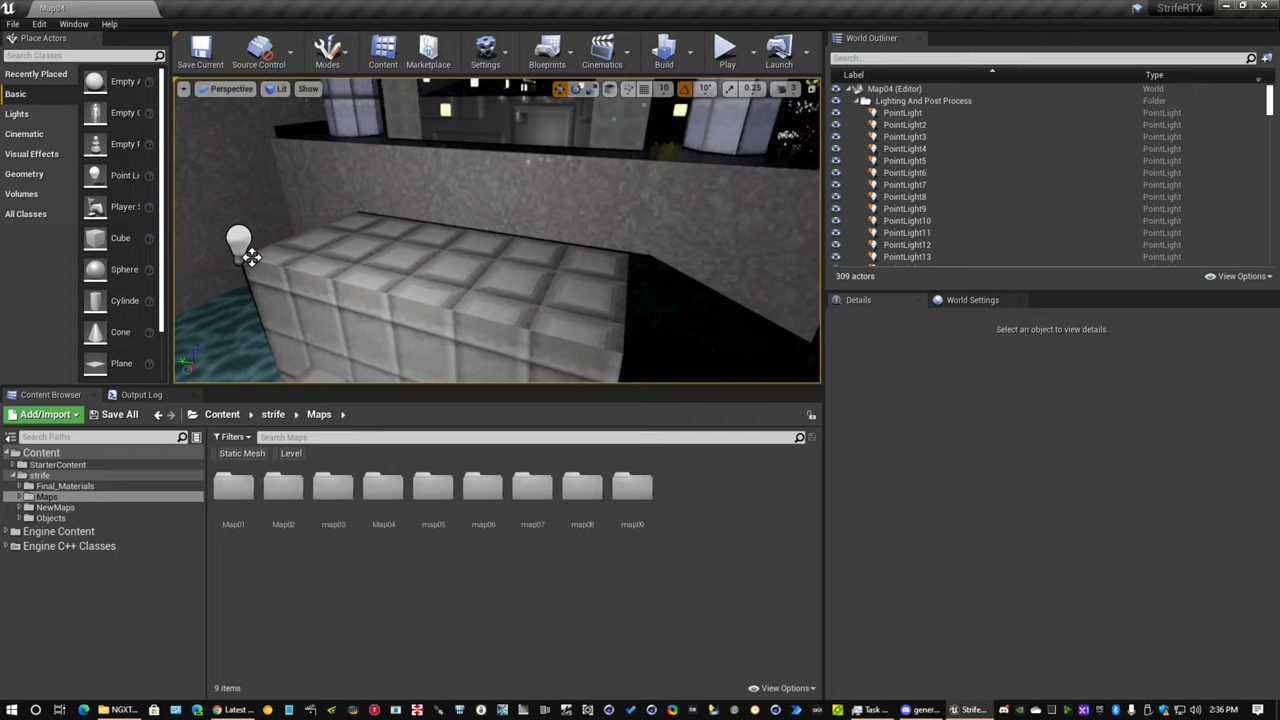 Map04
StrifeRTX
File Edit Window Help
Place Actors
Search Classes
Recently Placed
Basic
Lights
Cinematic
Visual Effects
Geometry
Volumes
All Classes
Empty A
Empty C
Empty P
Point Li
Player S
Cube
Sphere
Cylinde
Cone
Plane
Save Current
Source Control
Modes
Content
Marketplace
Settings
Blueprints
Cinematics
Build
Play
Launch
Perspective
Lit
Show
10
10°
0.25
3
World Outliner
Search...
Label Type
Map04 (Editor) World
Lighting And Post Process Folder
PointLight PointLight
PointLight2 PointLight
PointLight3 PointLight
PointLight4 PointLight
PointLight5 PointLight
PointLight6 PointLight
PointLight7 PointLight
PointLight8 PointLight
PointLight9 PointLight
PointLight10 PointLight
PointLight11 PointLight
PointLight12 PointLight
PointLight13 PointLight
309 actors
View Options
Details
World Settings
Select an object to view details.
Content Browser
Output Log
Add/Import
Save All
Content
strife
Maps
Search Paths
Filters
Search Maps
Static Mesh
Level
Content
StarterContent
strife
Final_Materials
Maps
NewMaps
Objects
Engine Content
Engine C++ Classes
Map01 Map02 map03 Map04 map05 map06 map07 map08 map09
9 items
View Options
NGXT...
Latest ...
Task ...
gener...
Strife...
2:36 PM